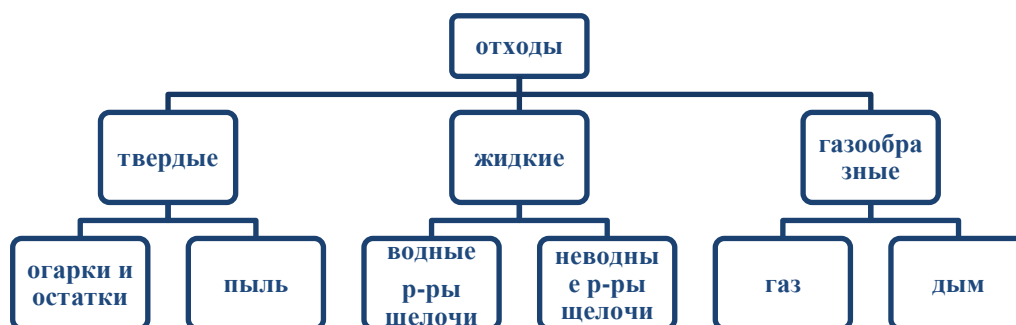 отходы
твердые
жидкие
газообра
зные
огарки и
остатки
пыль
водные
р-ры
щелочи
неводны
е р-ры
щелочи
газ
дым